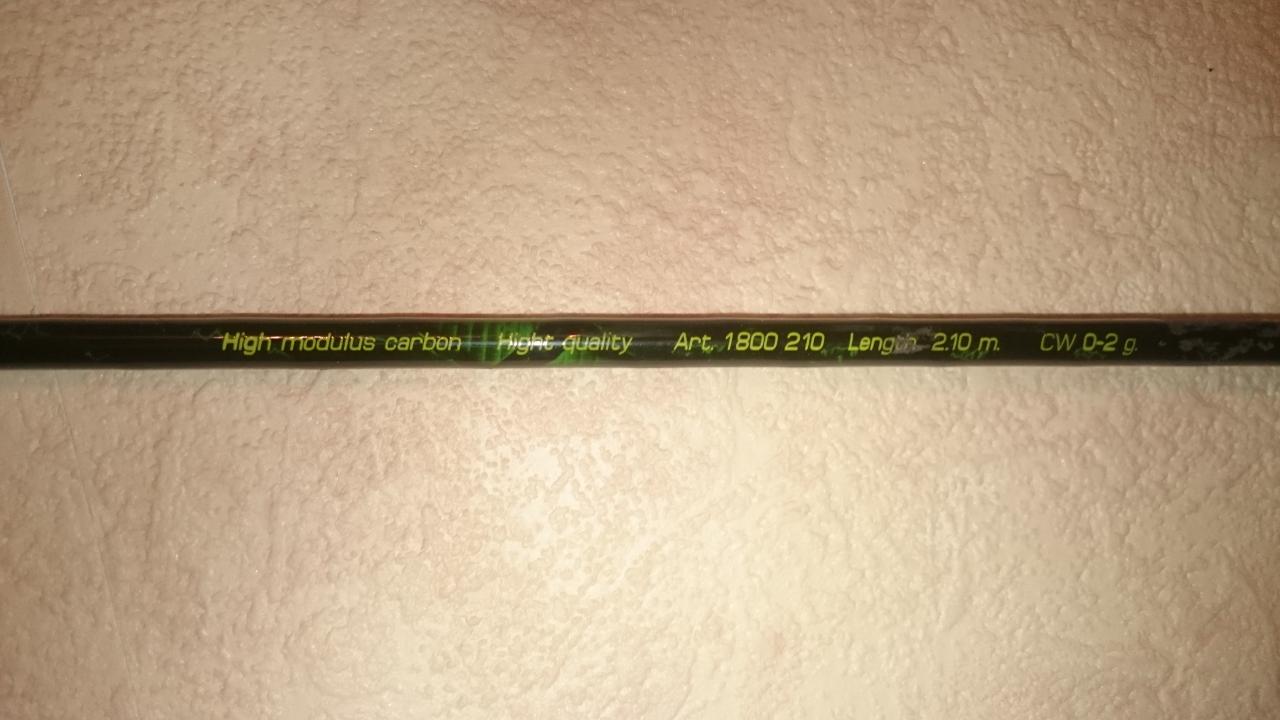 High modulus carbon Hight quality Art. 1800 210 Length 2.10 m. CW 0-2 g.